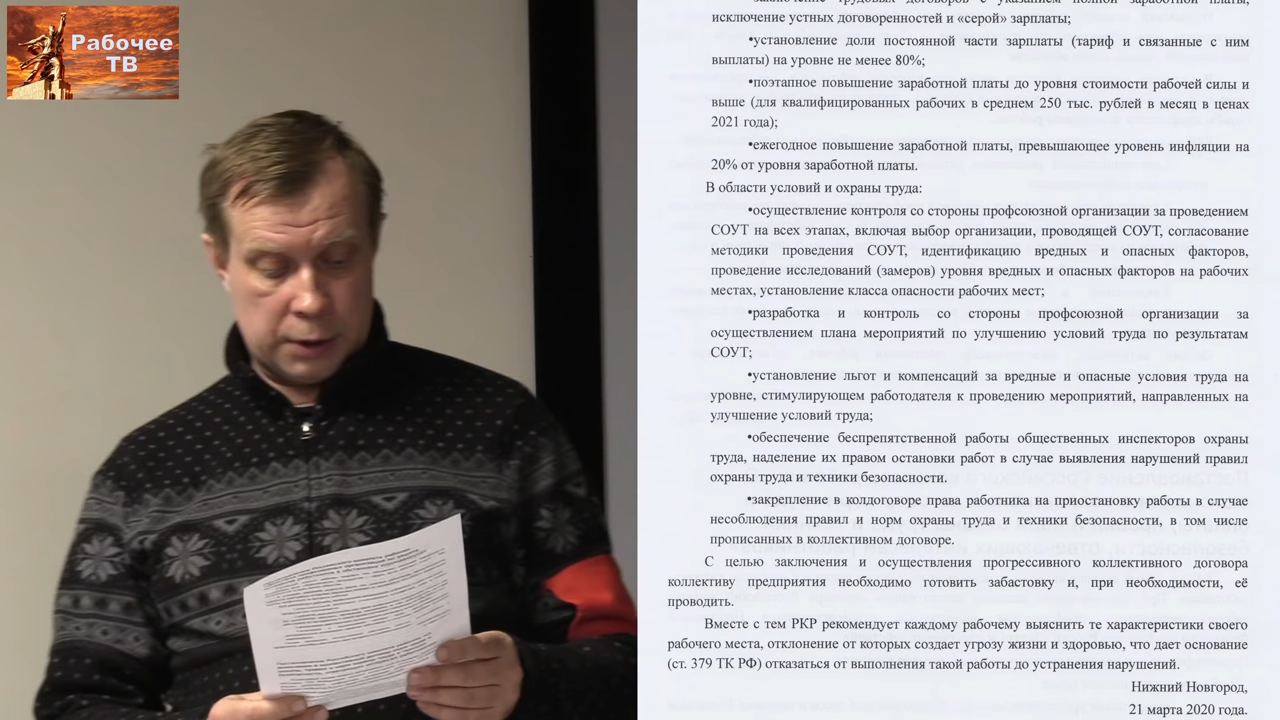 Рабочее
ТВ
заключение трудовых договоров с указанием полной заработной платы,
исключение устных договоренностей и «серой» зарплаты;
•установление доли постоянной части зарплаты (тариф и связанные с ним
выплаты) на уровне не менее 80%;
•поэтапное повышение заработной платы до уровня стоимости рабочей силы и
выше (для квалифицированных рабочих в среднем 250 тыс. рублей в месяц в ценах
2021 года);
•ежегодное повышение заработной платы, превышающее уровень инфляции на
20% от уровня заработной платы.
В области условий и охраны труда:
•осуществление контроля со стороны профсоюзной организации за проведением
СОУТ на всех этапах, включая выбор организации, проводящей СОУТ, согласование
методики проведения СОУТ, идентификацию вредных и опасных факторов,
проведение исследований (замеров) уровня вредных и опасных факторов на рабочих
местах, установление класса опасности рабочих мест;
•разработка и контроль со стороны профсоюзной организации за
осуществлением плана мероприятий по улучшению условий труда по результатам
СОУТ;
•установление льгот и компенсаций за вредные и опасные условия труда на
уровне, стимулирующем работодателя к проведению мероприятий, направленных на
улучшение условий труда;
•обеспечение беспрепятственной работы общественных инспекторов охраны
труда, наделение их правом остановки работ в случае выявления нарушений правил
охраны труда и техники безопасности.
•закрепление в колдоговоре права работника на приостановку работы в случае
несоблюдения правил и норм охраны труда и техники безопасности, в том числе
прописанных в коллективном договоре.
С целью заключения и осуществления прогрессивного коллективного договора
коллективу предприятия необходимо готовить забастовку и, при необходимости, её
проводить.
Вместе с тем РКР рекомендует каждому рабочему выяснить те характеристики своего
рабочего места, отклонение от которых создает угрозу жизни и здоровью, что дает основание
(ст. 379 ТК РФ) отказаться от выполнения такой работы до устранения нарушений.
Нижний Новгород,
21 марта 2020 года.